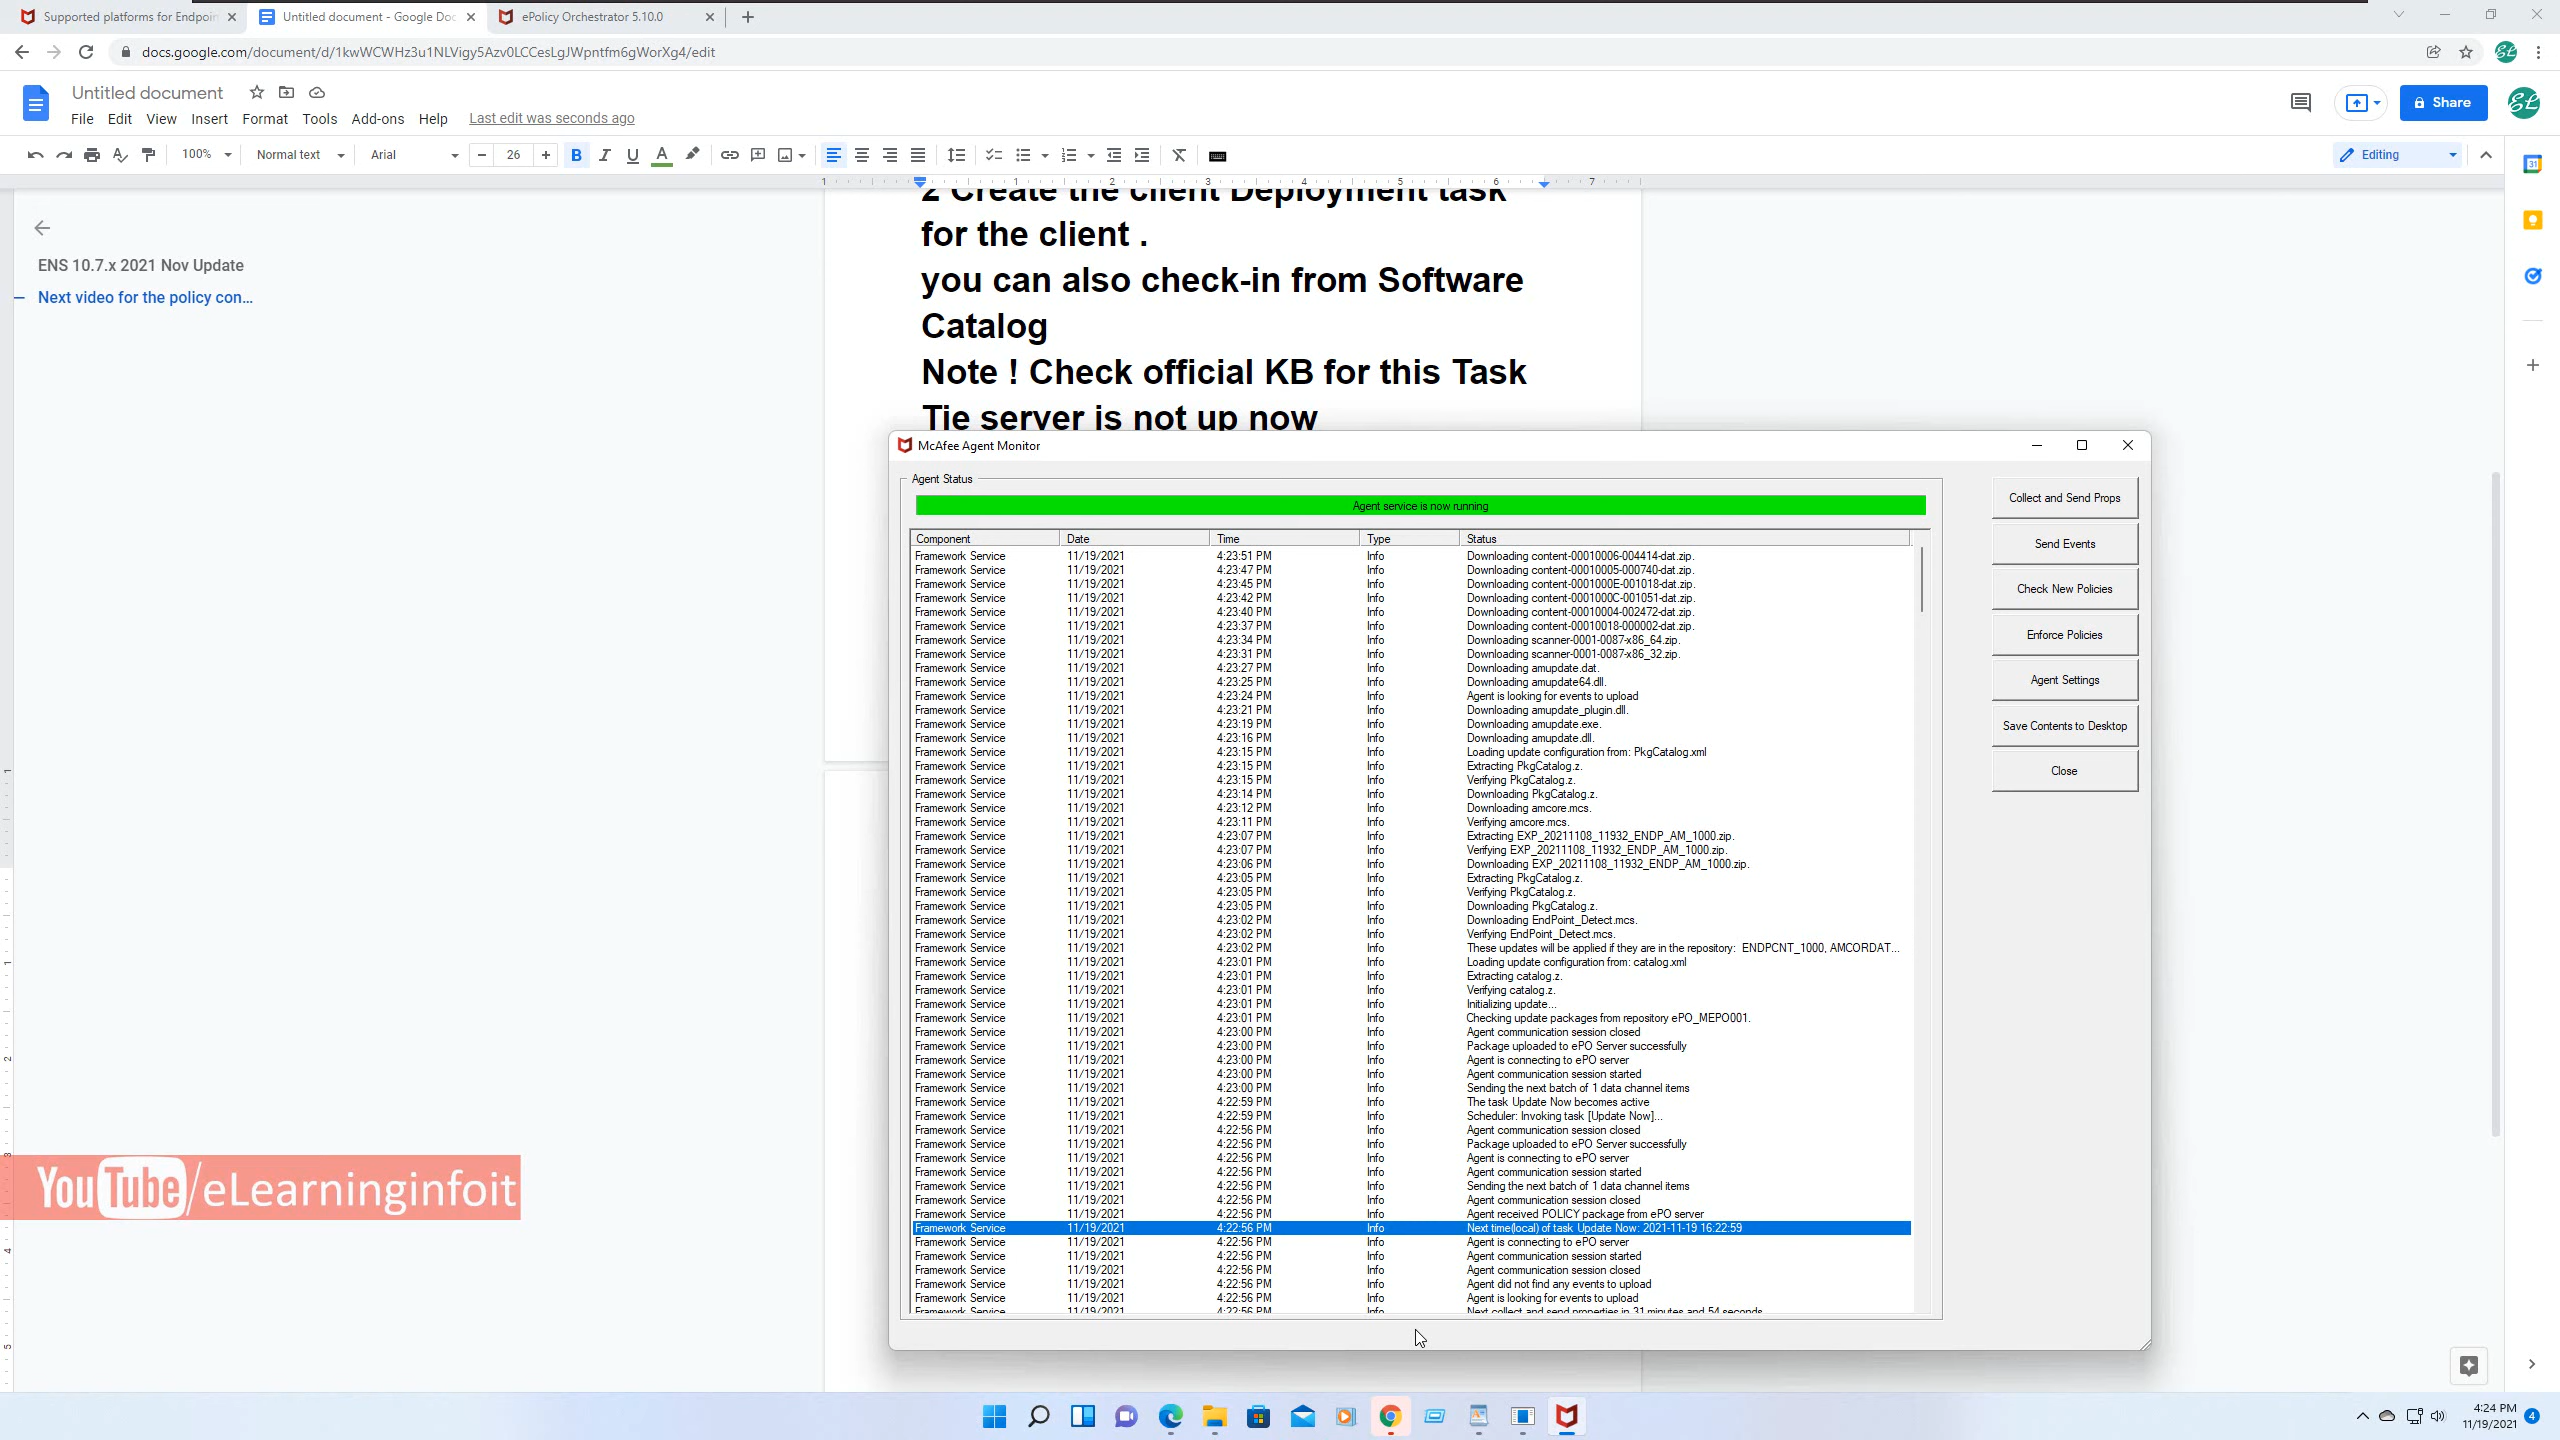 Supported platforms for Endpoin
Untitled document - Google Doc
ePolicy Orchestrator 5.10.0
docs.google.com/document/d/1kwWCWHz3u1NLVigy5Azv0LCCesLgJWpntfm6gWorXg4/edit
Untitled document
File Edit View Insert Format Tools Add-ons Help Last edit was seconds ago
Share
100% Normal text Arial 26 Editing
ENS 10.7.x 2021 Nov Update
Next video for the policy con...
2 Create the client Deployment task
for the client .
you can also check-in from Software
Catalog
Note ! Check official KB for this Task
Tie server is not up now
McAfee Agent Monitor
Agent Status
Agent service is now running
Component Date Time Type Status
Framework Service 11/19/2021 4:23:51 PM Info Downloading content-00010006-004414-dat.zip.
Framework Service 11/19/2021 4:23:47 PM Info Downloading content-00010005-000740-dat.zip.
Framework Service 11/19/2021 4:23:45 PM Info Downloading content-0001000E-001018-dat.zip.
Framework Service 11/19/2021 4:23:42 PM Info Downloading content-0001000C-001051-dat.zip.
Framework Service 11/19/2021 4:23:40 PM Info Downloading content-00010004-002472-dat.zip.
Framework Service 11/19/2021 4:23:37 PM Info Downloading content-00010018-000002-dat.zip.
Framework Service 11/19/2021 4:23:34 PM Info Downloading scanner-0001-0087-x86_64.zip.
Framework Service 11/19/2021 4:23:31 PM Info Downloading scanner-0001-0087-x86_32.zip.
Framework Service 11/19/2021 4:23:27 PM Info Downloading amupdate.dat.
Framework Service 11/19/2021 4:23:25 PM Info Downloading amupdate64.dll.
Framework Service 11/19/2021 4:23:24 PM Info Agent is looking for events to upload
Framework Service 11/19/2021 4:23:21 PM Info Downloading amupdate_plugin.dll.
Framework Service 11/19/2021 4:23:19 PM Info Downloading amupdate.exe.
Framework Service 11/19/2021 4:23:16 PM Info Downloading amupdate.dll.
Framework Service 11/19/2021 4:23:15 PM Info Loading update configuration from: PkgCatalog.xml
Framework Service 11/19/2021 4:23:15 PM Info Extracting PkgCatalog.z.
Framework Service 11/19/2021 4:23:15 PM Info Verifying PkgCatalog.z.
Framework Service 11/19/2021 4:23:14 PM Info Downloading PkgCatalog.z.
Framework Service 11/19/2021 4:23:12 PM Info Downloading amcore.mcs.
Framework Service 11/19/2021 4:23:11 PM Info Verifying amcore.mcs.
Framework Service 11/19/2021 4:23:07 PM Info Extracting EXP_20211108_11932_ENDP_AM_1000.zip.
Framework Service 11/19/2021 4:23:07 PM Info Verifying EXP_20211108_11932_ENDP_AM_1000.zip.
Framework Service 11/19/2021 4:23:06 PM Info Downloading EXP_20211108_11932_ENDP_AM_1000.zip.
Framework Service 11/19/2021 4:23:05 PM Info Extracting PkgCatalog.z.
Framework Service 11/19/2021 4:23:05 PM Info Verifying PkgCatalog.z.
Framework Service 11/19/2021 4:23:05 PM Info Downloading PkgCatalog.z.
Framework Service 11/19/2021 4:23:02 PM Info Downloading EndPoint_Detect.mcs.
Framework Service 11/19/2021 4:23:02 PM Info Verifying EndPoint_Detect.mcs.
Framework Service 11/19/2021 4:23:02 PM Info These updates will be applied if they are in the repository: ENDPCNT_1000, AMCORDAT...
Framework Service 11/19/2021 4:23:01 PM Info Loading update configuration from: catalog.xml
Framework Service 11/19/2021 4:23:01 PM Info Extracting catalog.z.
Framework Service 11/19/2021 4:23:01 PM Info Verifying catalog.z.
Framework Service 11/19/2021 4:23:01 PM Info Initializing update...
Framework Service 11/19/2021 4:23:01 PM Info Checking update packages from repository ePO_MEPO001.
Framework Service 11/19/2021 4:23:00 PM Info Agent communication session closed
Framework Service 11/19/2021 4:23:00 PM Info Package uploaded to ePO Server successfully
Framework Service 11/19/2021 4:23:00 PM Info Agent is connecting to ePO server
Framework Service 11/19/2021 4:23:00 PM Info Agent communication session started
Framework Service 11/19/2021 4:23:00 PM Info Sending the next batch of 1 data channel items
Framework Service 11/19/2021 4:22:59 PM Info The task Update Now becomes active
Framework Service 11/19/2021 4:22:59 PM Info Scheduler: Invoking task [Update Now]...
Framework Service 11/19/2021 4:22:56 PM Info Agent communication session closed
Framework Service 11/19/2021 4:22:56 PM Info Package uploaded to ePO Server successfully
Framework Service 11/19/2021 4:22:56 PM Info Agent is connecting to ePO server
Framework Service 11/19/2021 4:22:56 PM Info Agent communication session started
Framework Service 11/19/2021 4:22:56 PM Info Sending the next batch of 1 data channel items
Framework Service 11/19/2021 4:22:56 PM Info Agent communication session closed
Framework Service 11/19/2021 4:22:56 PM Info Agent received POLICY package from ePO server
Framework Service 11/19/2021 4:22:56 PM Info Next time(local) of task Update Now: 2021-11-19 16:22:59
Framework Service 11/19/2021 4:22:56 PM Info Agent is connecting to ePO server
Framework Service 11/19/2021 4:22:56 PM Info Agent communication session started
Framework Service 11/19/2021 4:22:56 PM Info Agent communication session closed
Framework Service 11/19/2021 4:22:56 PM Info Agent did not find any events to upload
Framework Service 11/19/2021 4:22:56 PM Info Agent is looking for events to upload
Framework Service 11/19/2021 4:22:56 PM Info Next collect and send properties in 31 minutes and 54 seconds
Collect and Send Props
Send Events
Check New Policies
Enforce Policies
Agent Settings
Save Contents to Desktop
Close
YouTube/eLearninginfoit
4:24 PM
11/19/2021
4